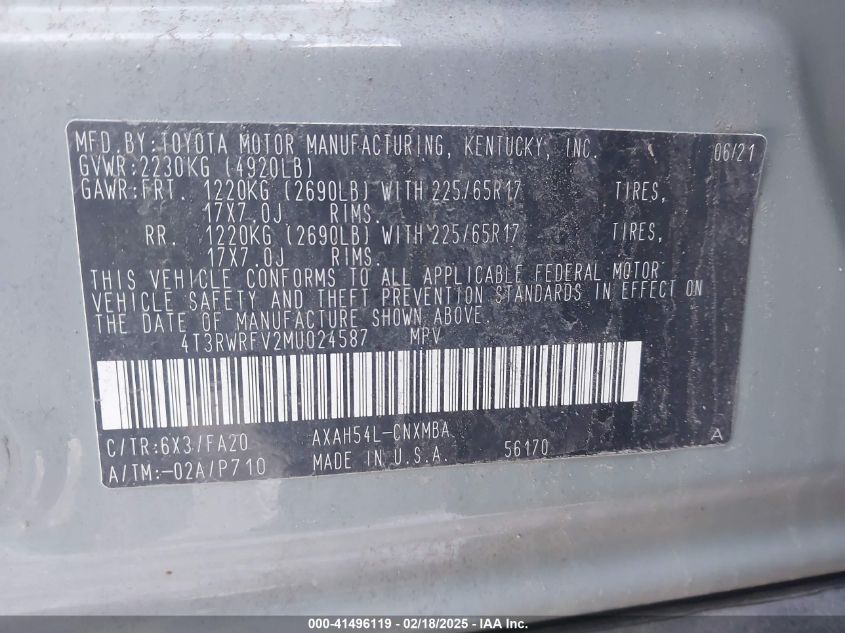 MFD.BY:TOYOTA MOTOR MANUFACTURING, KENTUCKY, INC. 06/21
GVWR:2230KG (4920LB)
GAWR:FRT. 1220KG (2690LB) WITH 225/65R17 TIRES,
17X7.0J RIMS.
RR. 1220KG (2690LB) WITH 225/65R17 TIRES,
17X7.0J RIMS.
THIS VEHICLE CONFORMS TO ALL APPLICABLE FEDERAL MOTOR
VEHICLE SAFETY AND THEFT PREVENTION STANDARDS IN EFFECT ON
THE DATE OF MANUFACTURE SHOWN ABOVE.
4T3RWRFV2MU024587 MPV
C/TR:6X3/FA20 AXAH54L-CNXMBA A
A/TM:-02A/P710 MADE IN U.S.A. 56170
000-41496119 — 02/18/2025 — IAA Inc.